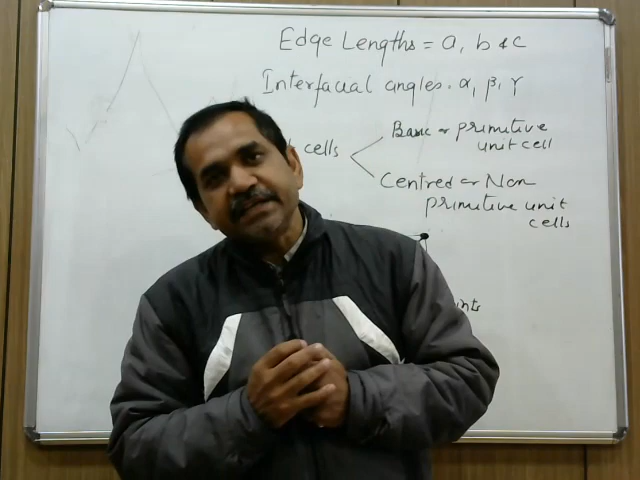 Edge Lengths = a, b & c
Interfacial angles. α, β, γ
cells
Basic or primitive
unit cell
Centred or Non
primitive unit
cells